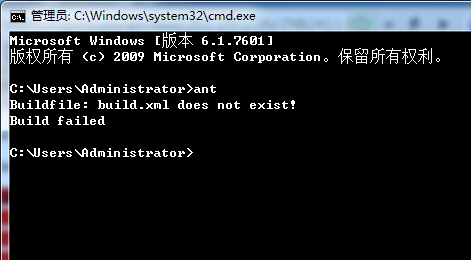 管理员: C:\Windows\system32\cmd.exe
Microsoft Windows [版本 6.1.7601]
版权所有 (c) 2009 Microsoft Corporation。保留所有权利。
C:\Users\Administrator>ant
Buildfile: build.xml does not exist!
Build failed
C:\Users\Administrator>